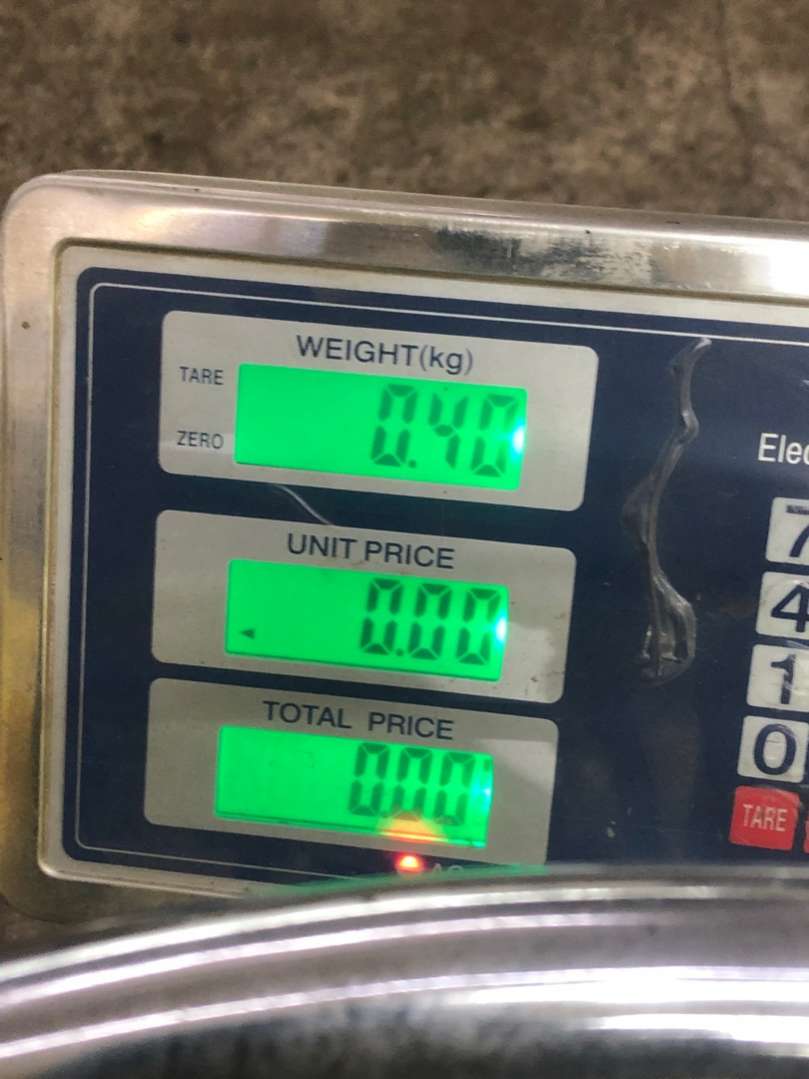 WEIGHT(kg)
TARE
0.40
ZERO
Elec
UNIT PRICE
0.00
TOTAL PRICE
0.00
7
4
1
0
TARE